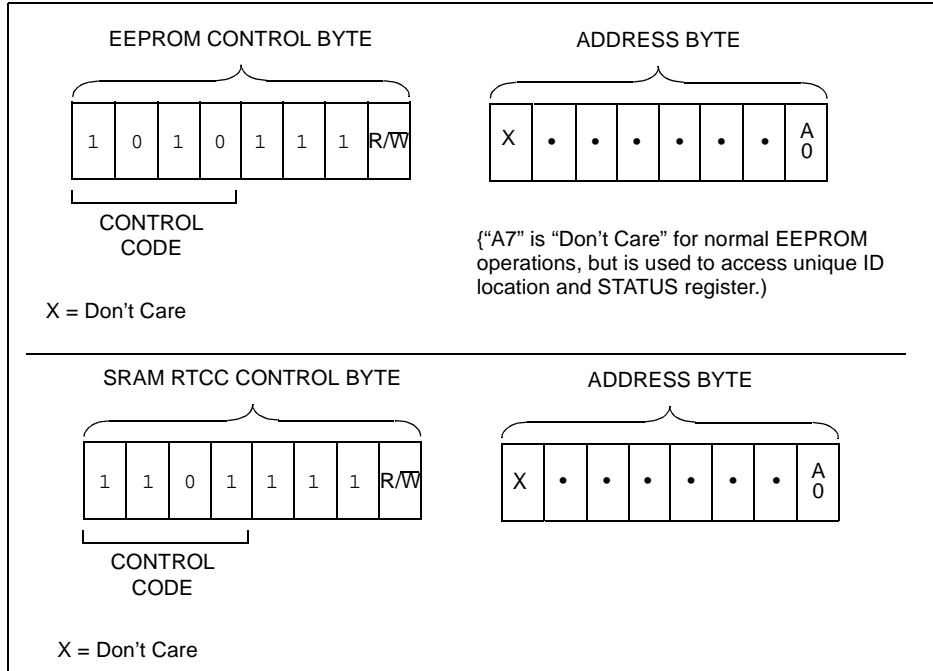 EEPROM CONTROL BYTE
ADDRESS BYTE
1 0 1 0 1 1 1 R/W̅
X • • • • • • A0
CONTROL
CODE
{“A7” is “Don’t Care” for normal EEPROM
operations, but is used to access unique ID
location and STATUS register.)
X = Don’t Care
SRAM RTCC CONTROL BYTE
ADDRESS BYTE
1 1 0 1 1 1 1 R/W̅
X • • • • • • A0
CONTROL
CODE
X = Don’t Care